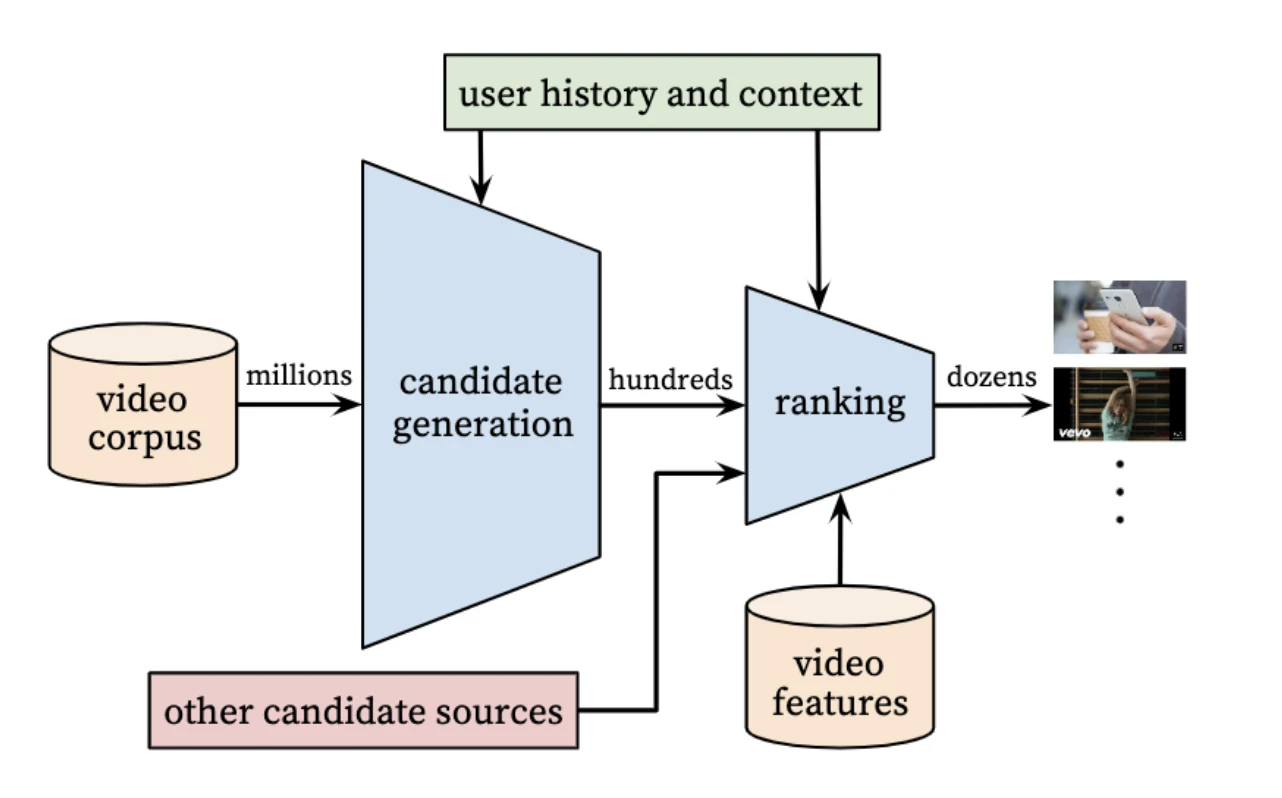 user history and context
video
corpus
millions
candidate
generation
hundreds
ranking
dozens
vevo
other candidate sources
video
features